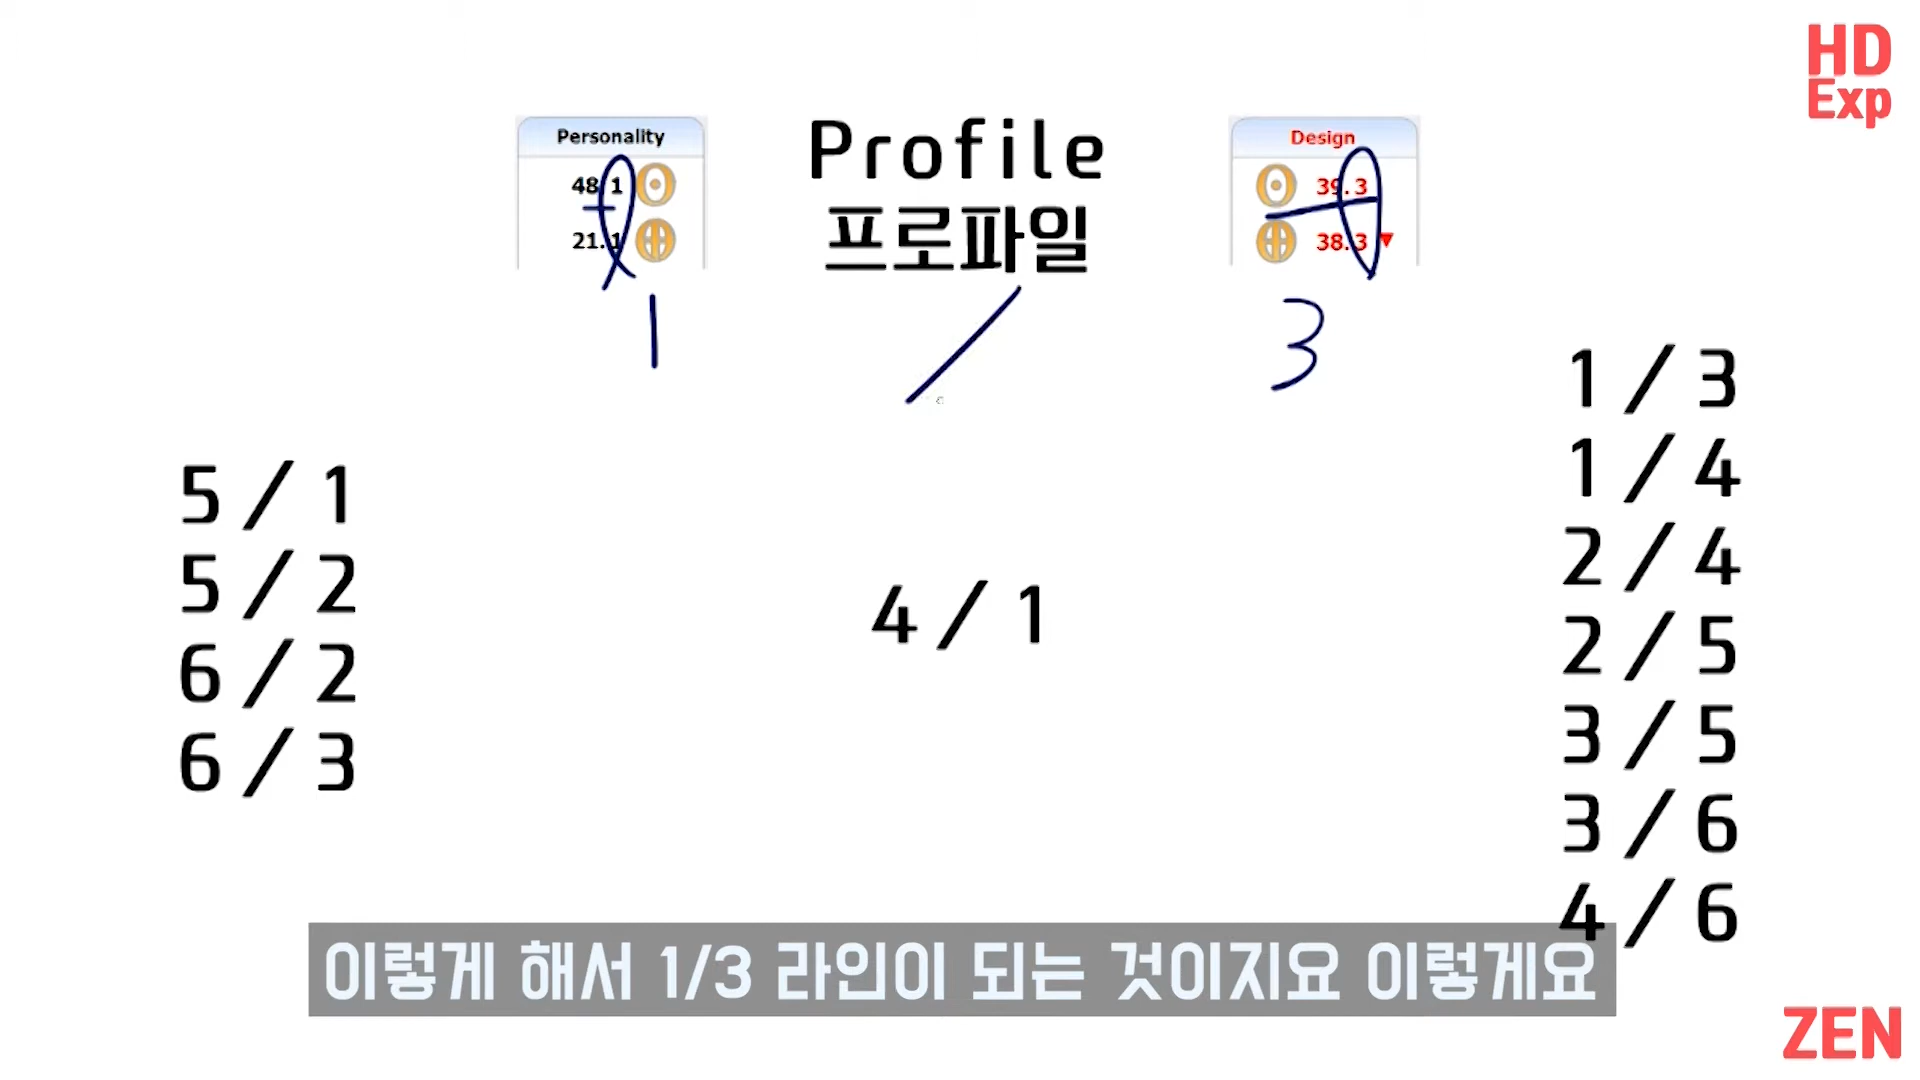 HD
Exp
Personality
48.1
21.1
Profile
프로파일
Design
39.3
38.3
1 / 3
5 / 1
5 / 2
6 / 2
6 / 3
4 / 1
1 / 3
1 / 4
2 / 4
2 / 5
3 / 5
3 / 6
4 / 6
이렇게 해서 1/3 라인이 되는 것이지요 이렇게요
ZEN